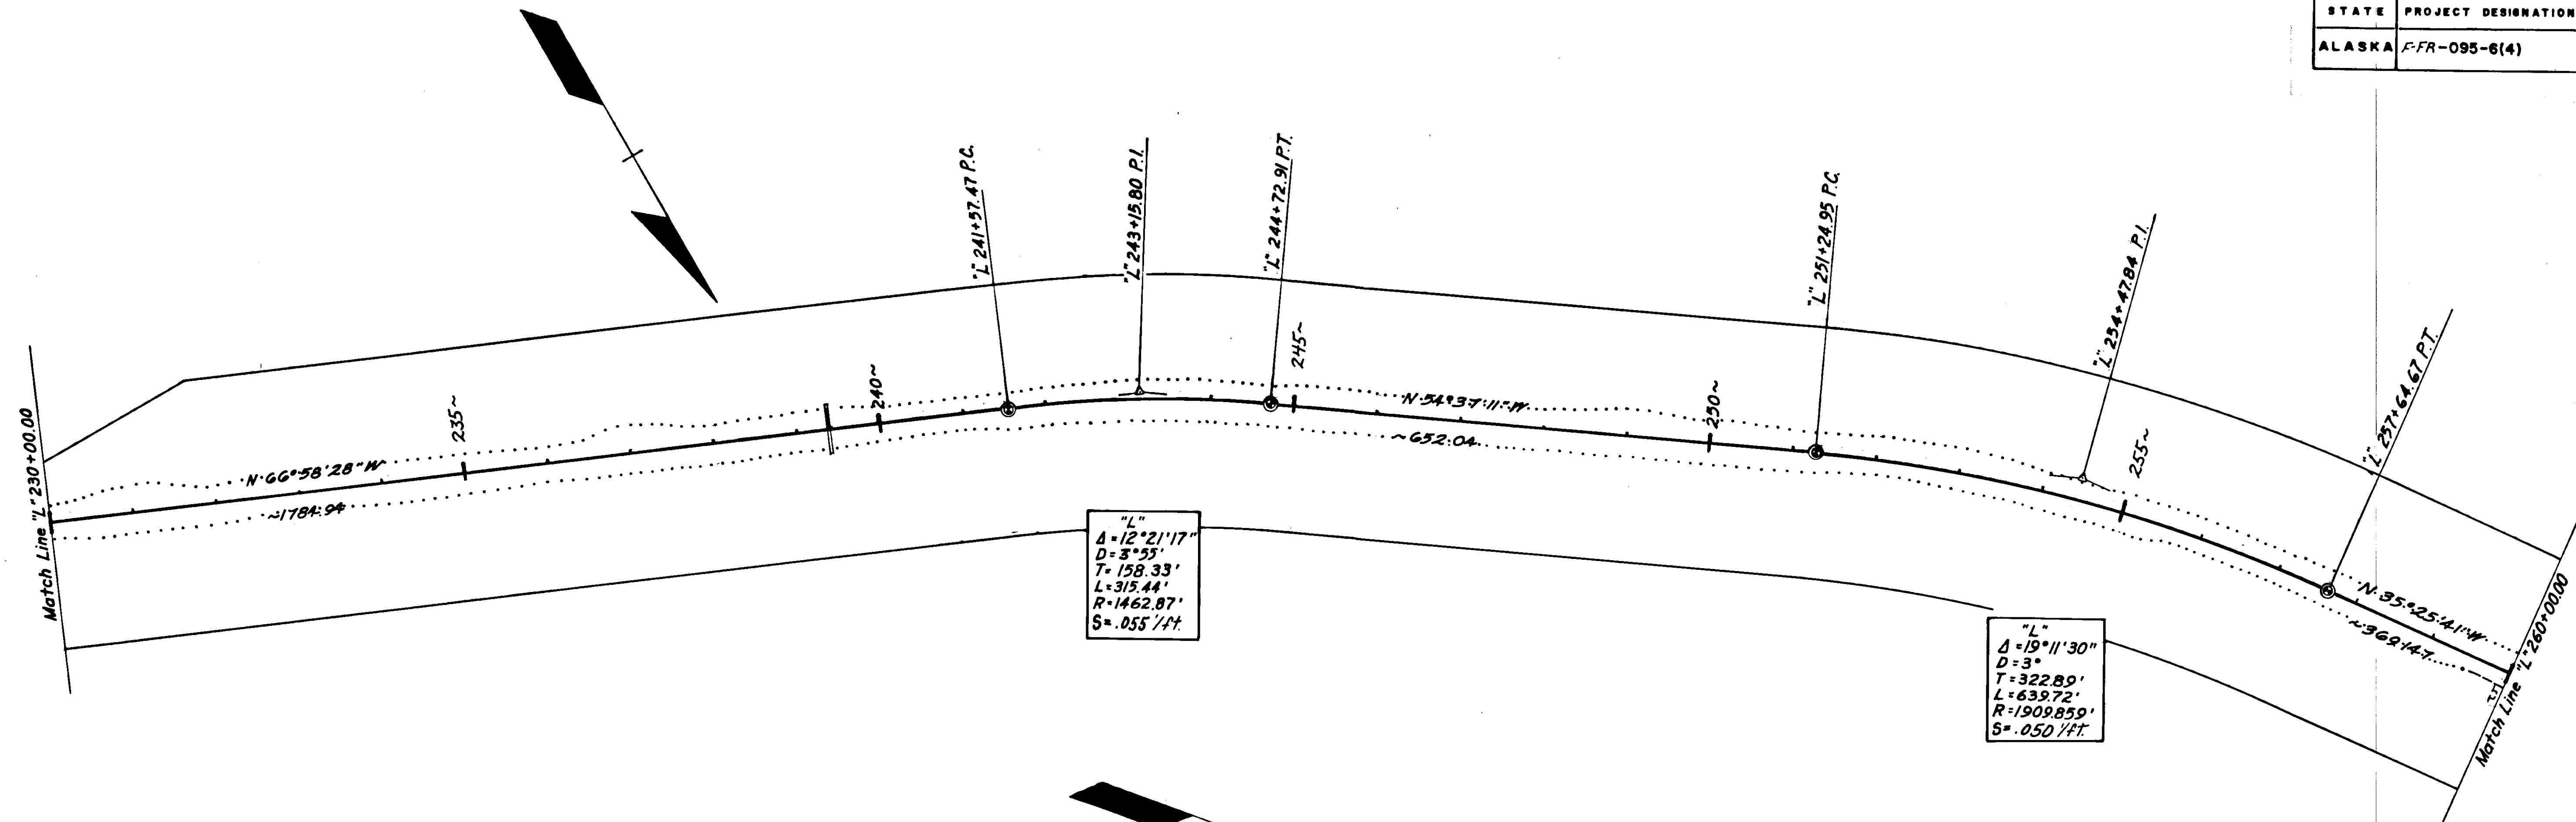 STATE PROJECT DESIGNATION
ALASKA F-FR-095-6(4)
"L" 241+57.47 P.C.
"L" 243+15.80 P.I.
"L" 244+72.91 P.T.
"L" 251+24.95 P.C.
"L" 254+47.84 P.I.
"L" 257+64.67 P.T.
Match Line "L" 230+00.00
235~
240~
245~
250~
255~
N 66°58'28" W
~1784.94
N 54°37'11" W
~652.04
N 35°25'41" W
~369.147
Match Line "L" 260+00.00
"L"
Δ=12°21'17"
D=3°55'
T=158.33'
L=315.44'
R=1462.87'
S=.055'/ft.
"L"
Δ=19°11'30"
D=3°
T=322.89'
L=639.72'
R=1909.859'
S=.050'/ft.